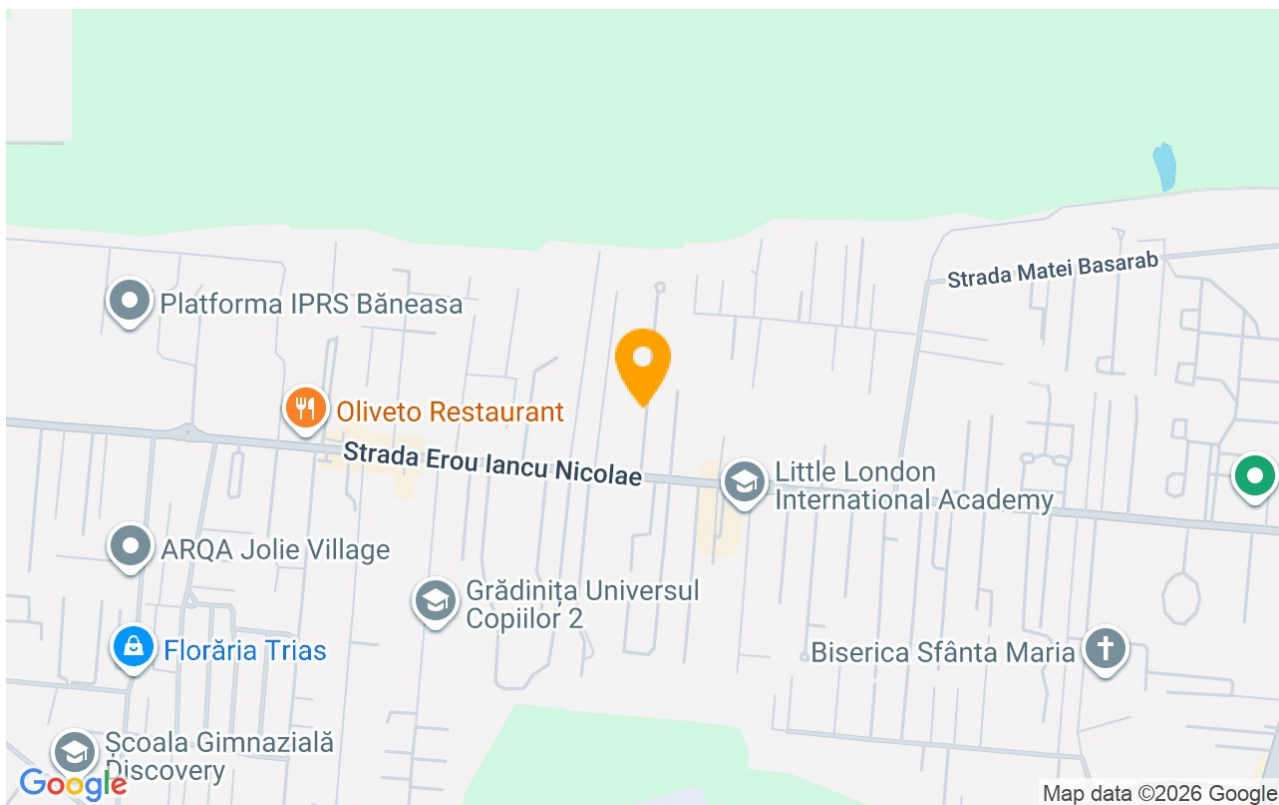 Strada Matei Basarab
Platforma IPRS Băneasa
Oliveto Restaurant
Strada Erou Iancu Nicolae
Little London
International Academy
ARQA Jolie Village
Grădinița Universul
Copiilor 2
Florăria Trias
Biserica Sfânta Maria
Școala Gimnazială
Discovery
Google
Map data ©2026 Google